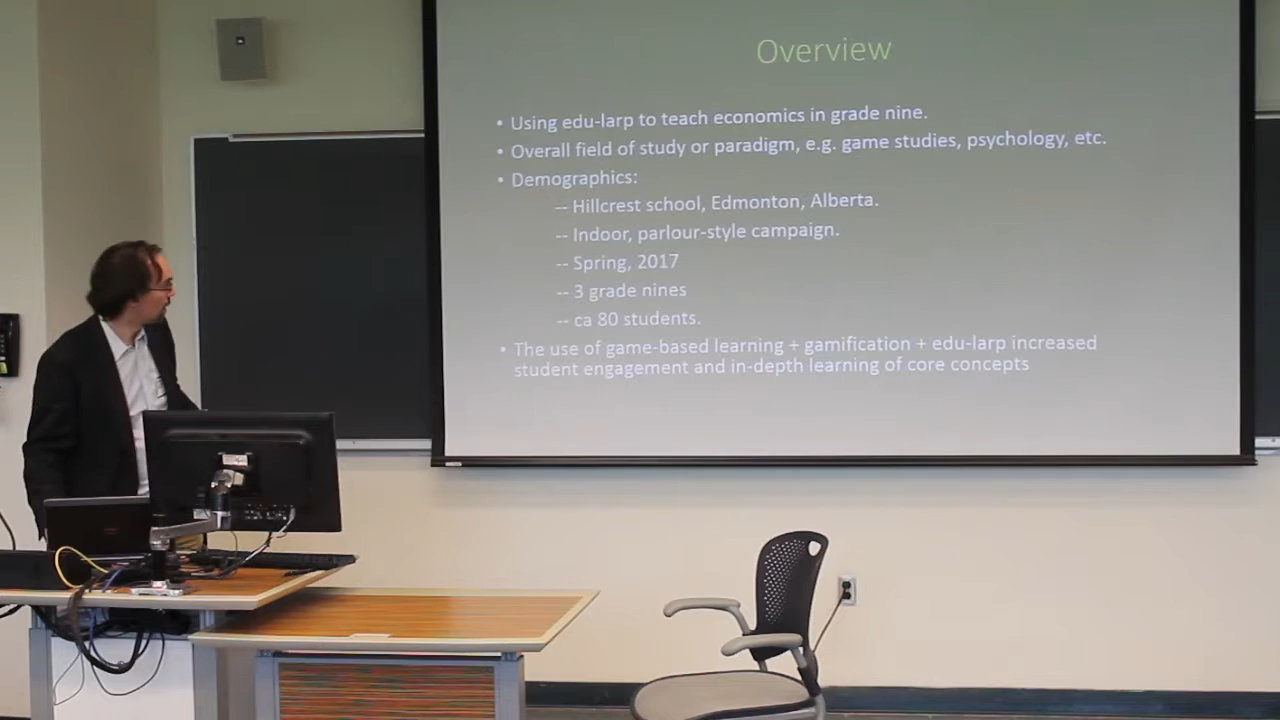 Overview
• Using edu-larp to teach economics in grade nine.
• Overall field of study or paradigm, e.g. game studies, psychology, etc.
• Demographics:
-- Hillcrest school, Edmonton, Alberta.
-- Indoor, parlour-style campaign.
-- Spring, 2017
-- 3 grade nines
-- ca 80 students.
• The use of game-based learning + gamification + edu-larp increased
student engagement and in-depth learning of core concepts